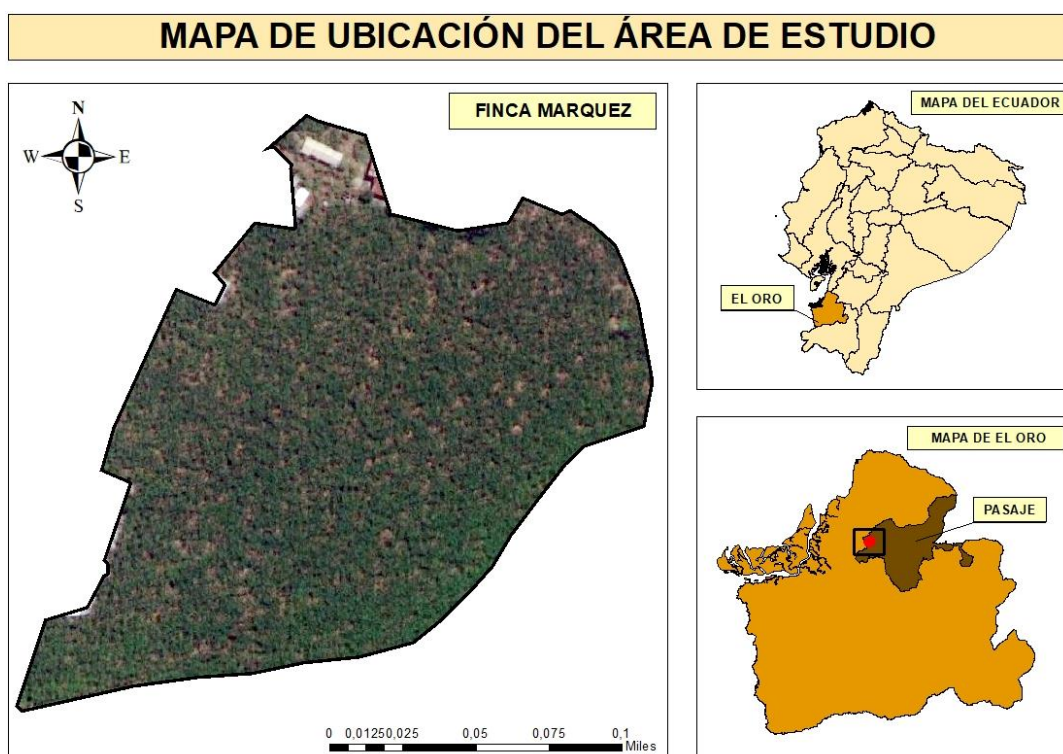 MAPA DE UBICACIÓN DEL ÁREA DE ESTUDIO
FINCA MARQUEZ
N
W E
S
0 0,01250,025 0,05 0,075 0,1
Miles
MAPA DEL ECUADOR
EL ORO
MAPA DE EL ORO
PASAJE